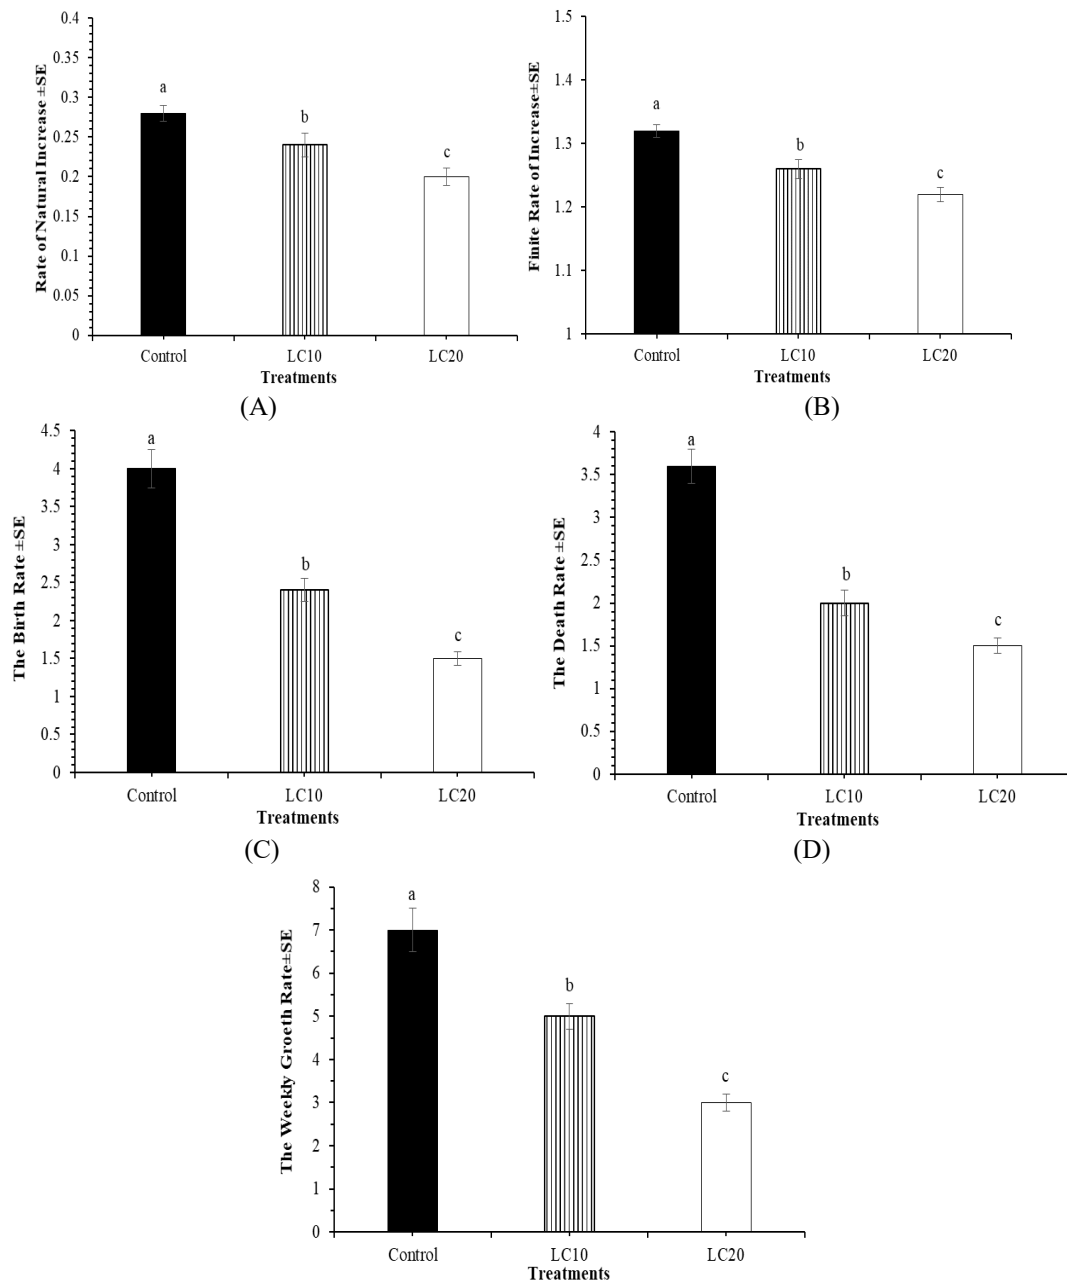 Rate of Natural Increase ±SE
0.4
0.35
0.3
0.25
0.2
0.15
0.1
0.05
0
a
b
c
Control LC10 LC20
Treatments
(A)
Finite Rate of Increase±SE
1.5
1.4
1.3
1.2
1.1
1
a
b
c
Control LC10 LC20
Treatments
(B)
The Birth Rate ±SE
4.5
4
3.5
3
2.5
2
1.5
1
0.5
0
a
b
c
Control LC10 LC20
Treatments
(C)
The Death Rate ±SE
4
3.5
3
2.5
2
1.5
1
0.5
0
a
b
c
Control LC10 LC20
Treatments
(D)
The Weekly Groeth Rate±SE
8
7
6
5
4
3
2
1
0
a
b
c
Control LC10 LC20
Treatments